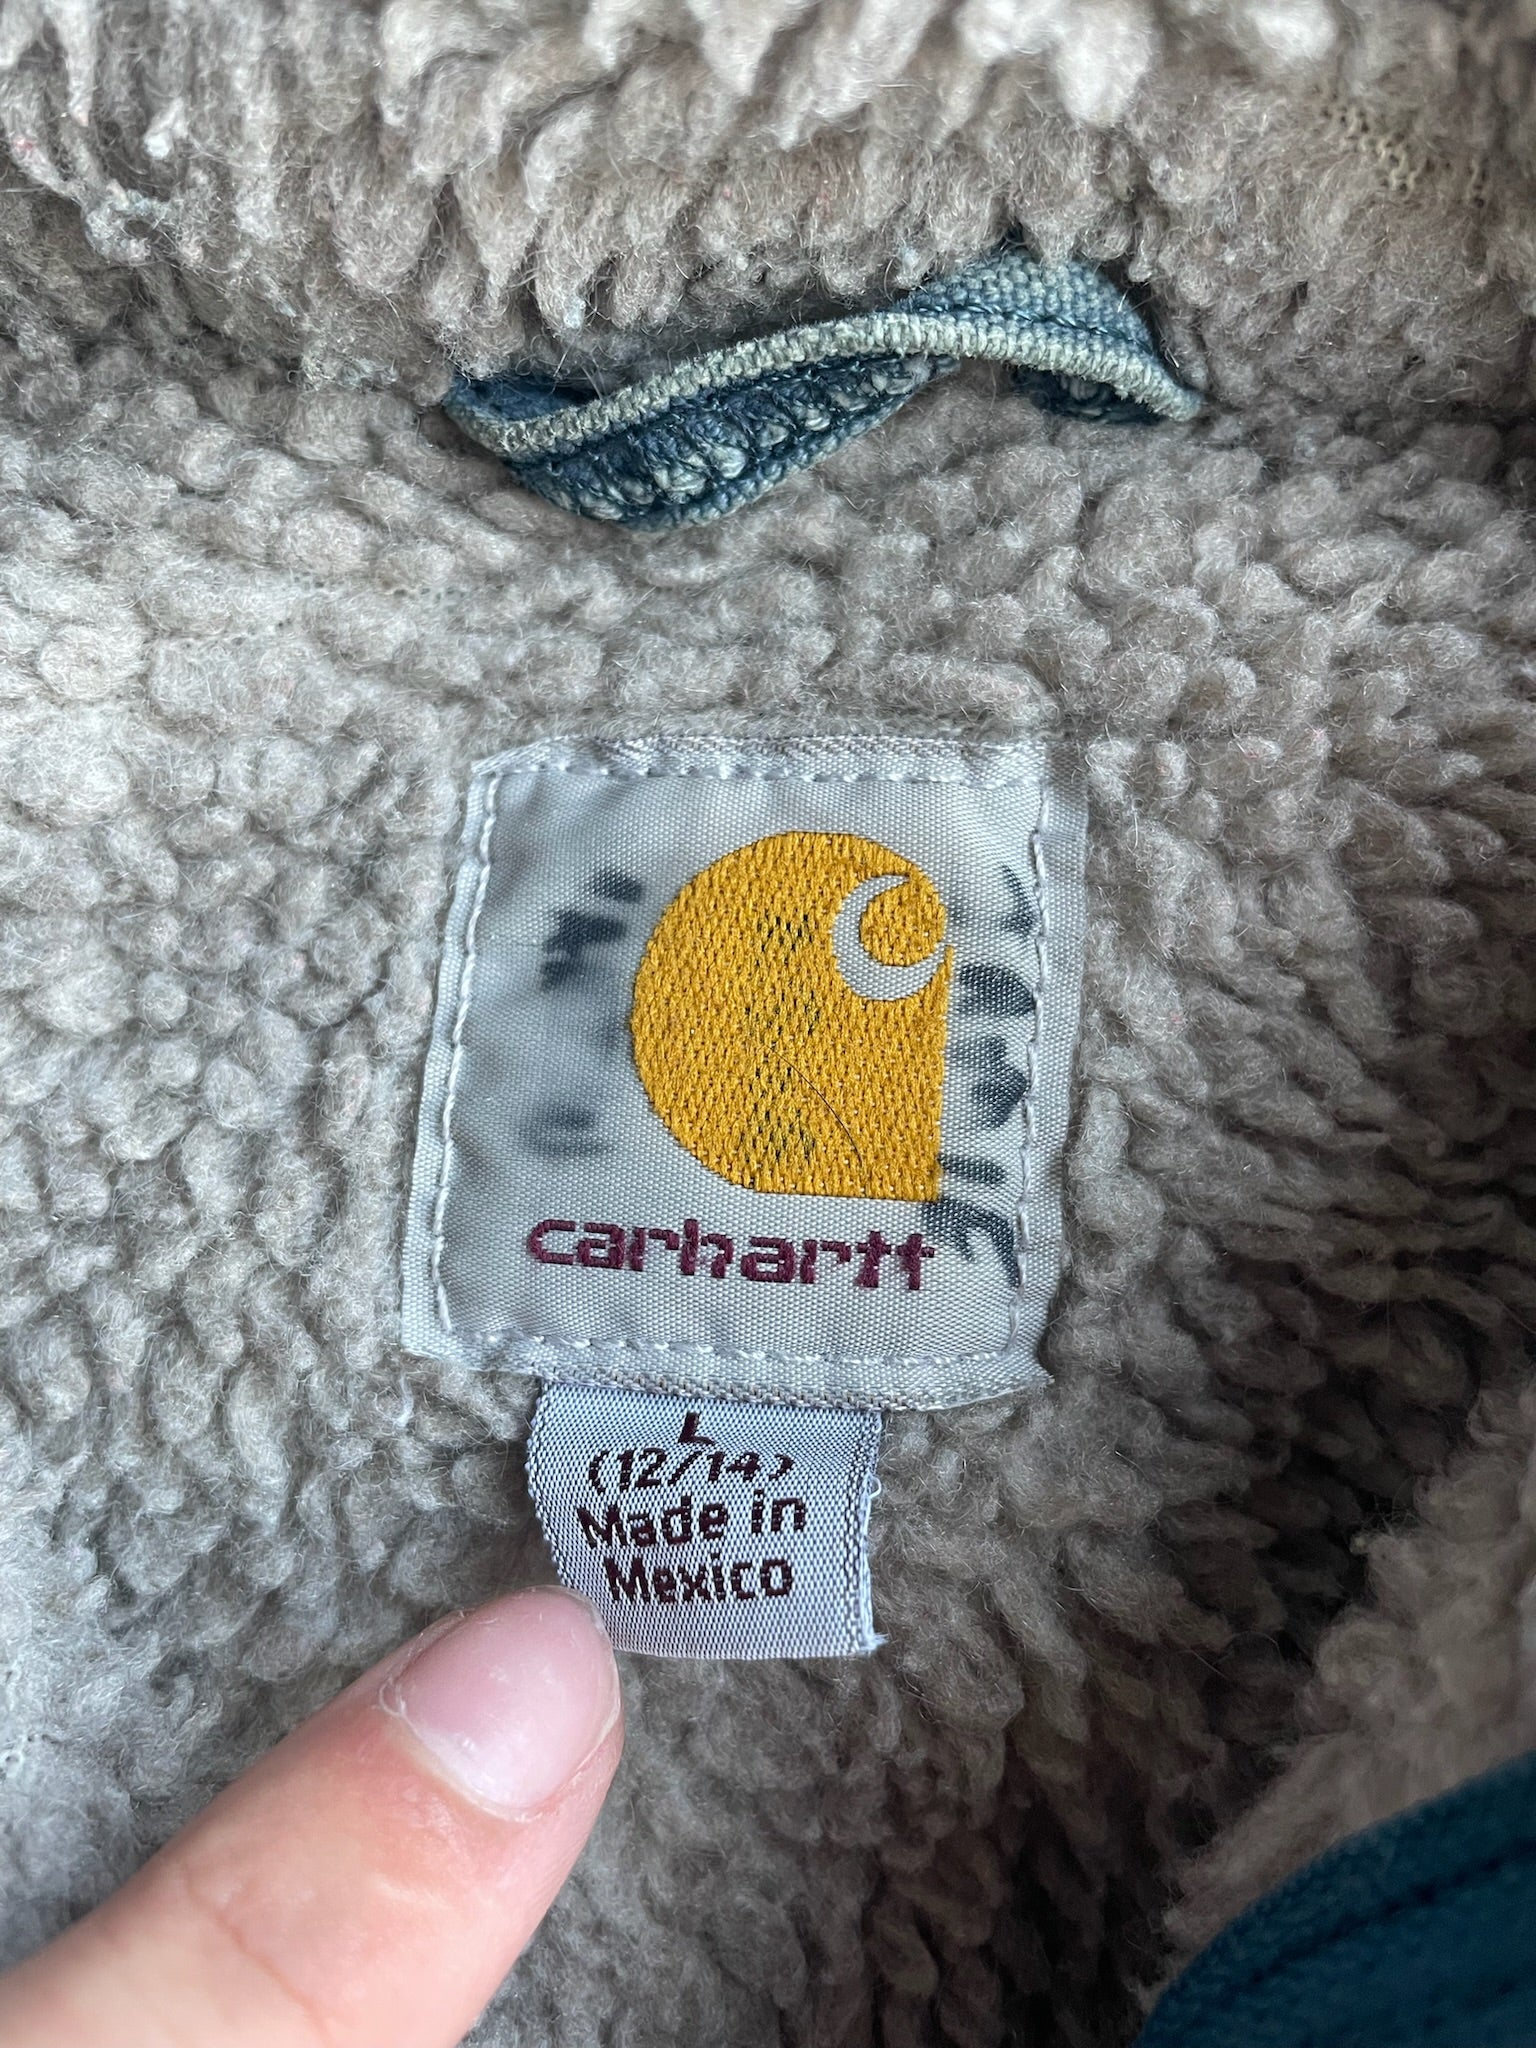 carhartt
L
(12/14)
Made in
Mexico